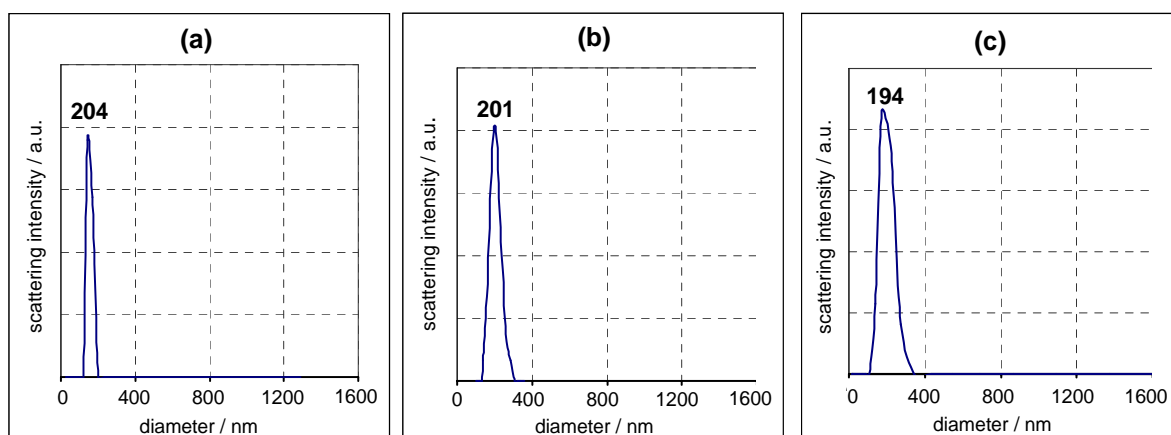 (a)
204
scattering intensity / a.u.
0 400 800 1200 1600
diameter / nm
(b)
201
scattering intensity / a.u.
0 400 800 1200 1600
diameter / nm
(c)
194
scattering intensity / a.u.
0 400 800 1200 1600
diameter / nm